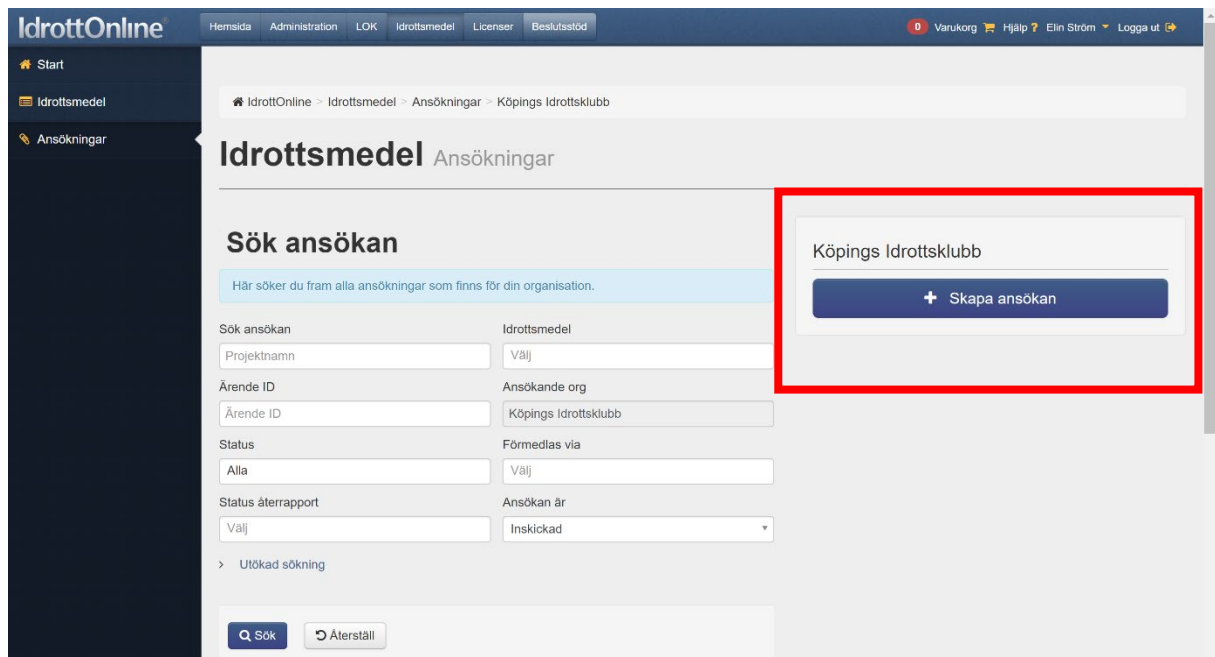 IdrottOnline®
Hemsida Administration LOK Idrottsmedel Licenser Beslutsstöd
0 Varukorg Hjälp ? Elin Ström Logga ut
Start
Idrottsmedel
Ansökningar
IdrottOnline > Idrottsmedel > Ansökningar > Köpings Idrottsklubb
Idrottsmedel Ansökningar
Sök ansökan
Här söker du fram alla ansökningar som finns för din organisation.
Sök ansökan Idrottsmedel
Projektnamn Välj
Ärende ID Ansökande org
Ärende ID Köpings Idrottsklubb
Status Förmedlas via
Alla Välj
Status återrapport Ansökan är
Välj Inskickad
> Utökad sökning
Sök Återställ
Köpings Idrottsklubb
+ Skapa ansökan